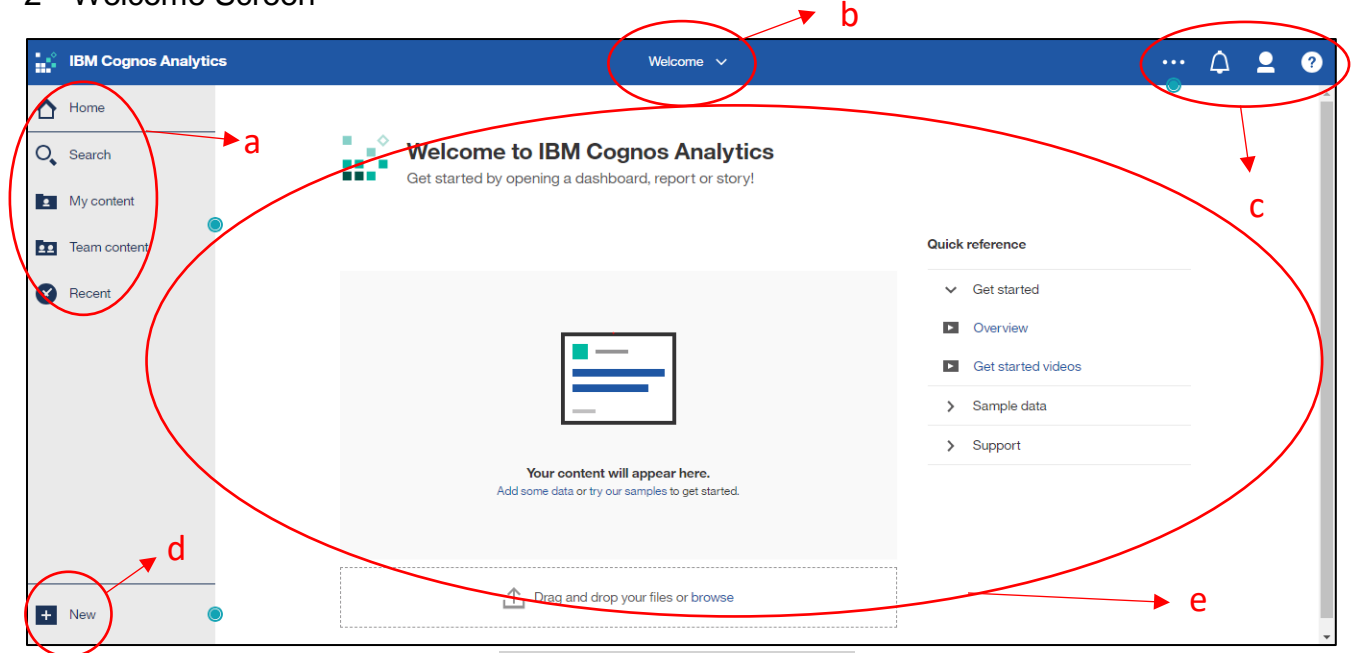 2 Welcome Screen
b
IBM Cognos Analytics
Welcome
?
Home
a
Search
My content
Team content
Recent
Welcome to IBM Cognos Analytics
Get started by opening a dashboard, report or story!
c
Quick reference
Get started
Overview
Get started videos
Sample data
Support
Your content will appear here.
Add some data or try our samples to get started.
d
New
Drag and drop your files or browse
e